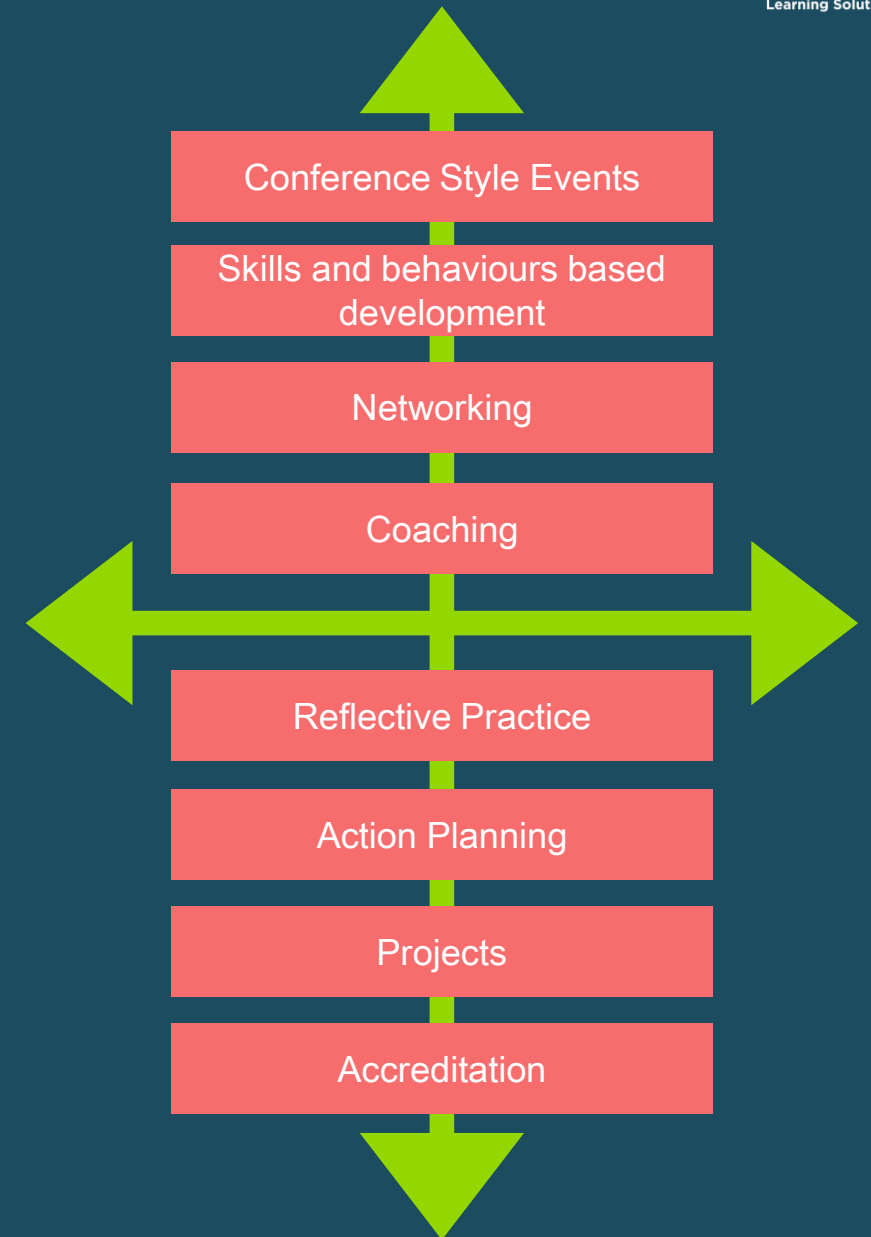 Learning Solut
Conference Style Events
Skills and behaviours based
development
Networking
Coaching
Reflective Practice
Action Planning
Projects
Accreditation